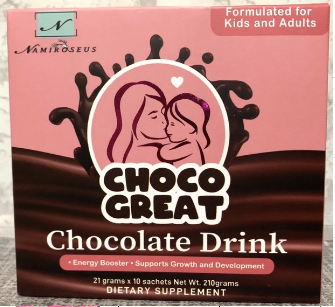 Formulated for
Kids and Adults
N
NAMIROSEUS
CHOCO
GREAT
Chocolate Drink
• Energy Booster • Supports Growth and Development
21 grams x 10 sachets Net Wt. 210grams
DIETARY SUPPLEMENT